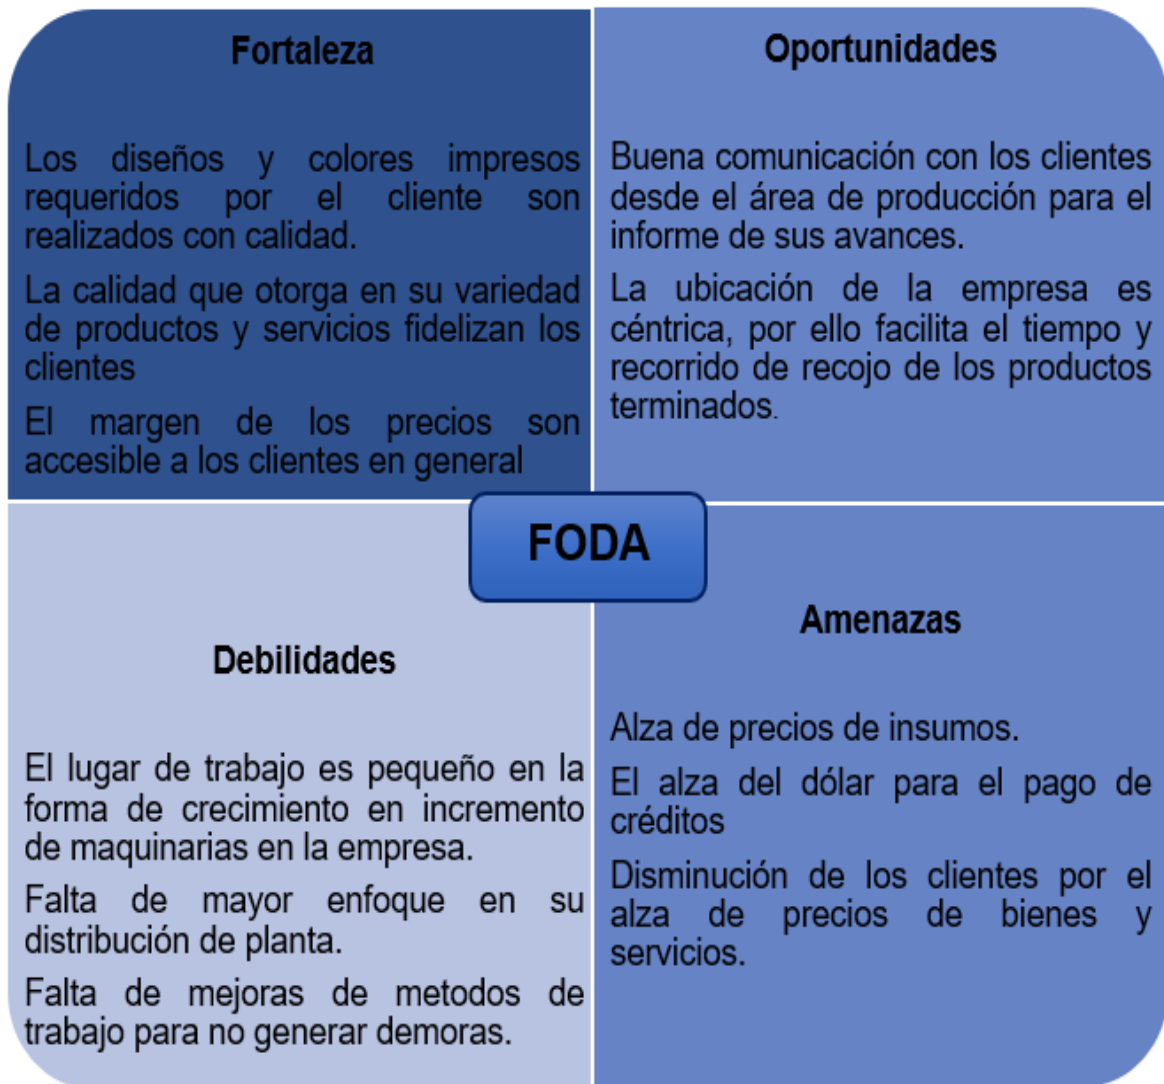 Fortaleza
Los diseños y colores impresos
requeridos por el cliente son
realizados con calidad.
La calidad que otorga en su variedad
de productos y servicios fidelizan los
clientes
El margen de los precios son
accesible a los clientes en general
Oportunidades
Buena comunicación con los clientes
desde el área de producción para el
informe de sus avances.
La ubicación de la empresa es
céntrica, por ello facilita el tiempo y
recorrido de recojo de los productos
terminados.
FODA
Debilidades
El lugar de trabajo es pequeño en la
forma de crecimiento en incremento
de maquinarias en la empresa.
Falta de mayor enfoque en su
distribución de planta.
Falta de mejoras de metodos de
trabajo para no generar demoras.
Amenazas
Alza de precios de insumos.
El alza del dólar para el pago de
créditos
Disminución de los clientes por el
alza de precios de bienes y
servicios.